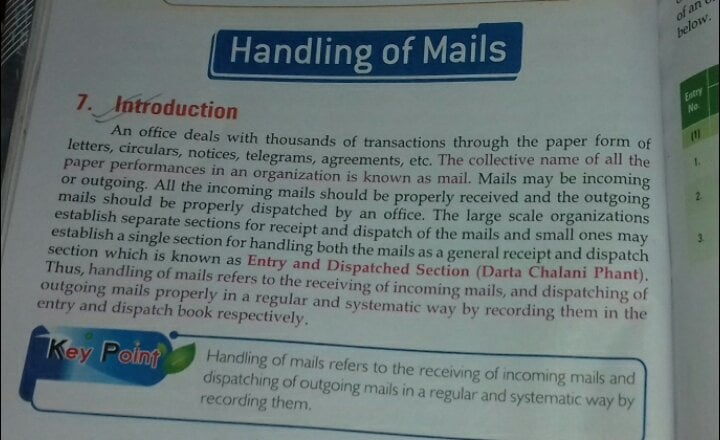 Handling of Mails
7. Introduction
An office deals with thousands of transactions through the paper form of
letters, circulars, notices, telegrams, agreements, etc. The collective name of all the
paper performances in an organization is known as mail. Mails may be incoming
or outgoing. All the incoming mails should be properly received and the outgoing
mails should be properly dispatched by an office. The large scale organizations
establish separate sections for receipt and dispatch of the mails and small ones may
establish a single section for handling both the mails as a general receipt and dispatch
section which is known as Entry and Dispatched Section (Darta Chalani Phant).
Thus, handling of mails refers to the receiving of incoming mails, and dispatching of
outgoing mails properly in a regular and systematic way by recording them in the
entry and dispatch book respectively.
Key Point
Handling of mails refers to the receiving of incoming mails and
dispatching of outgoing mails in a regular and systematic way by
recording them.
of an
below.
Entry
No.
(1)
1.
2.
3.